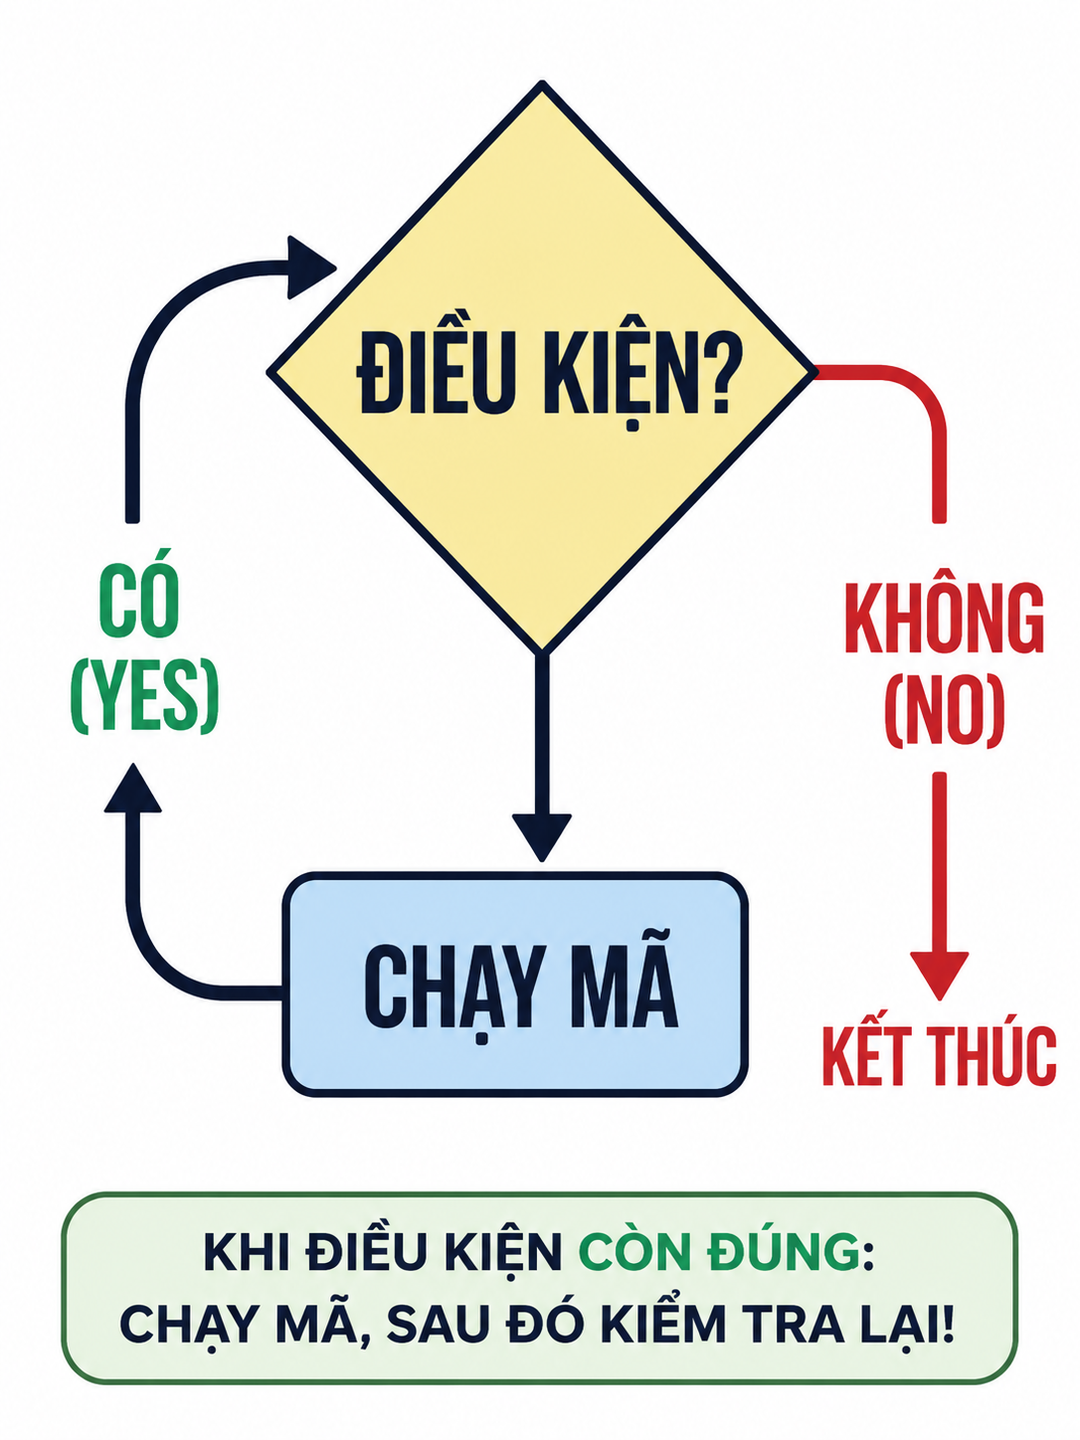 ĐIỀU KIỆN?
CÓ
(YES)
KHÔNG
(NO)
CHẠY MÃ
KẾT THÚC
KHI ĐIỀU KIỆN CÒN ĐÚNG:
CHẠY MÃ, SAU ĐÓ KIỂM TRA LẠI!